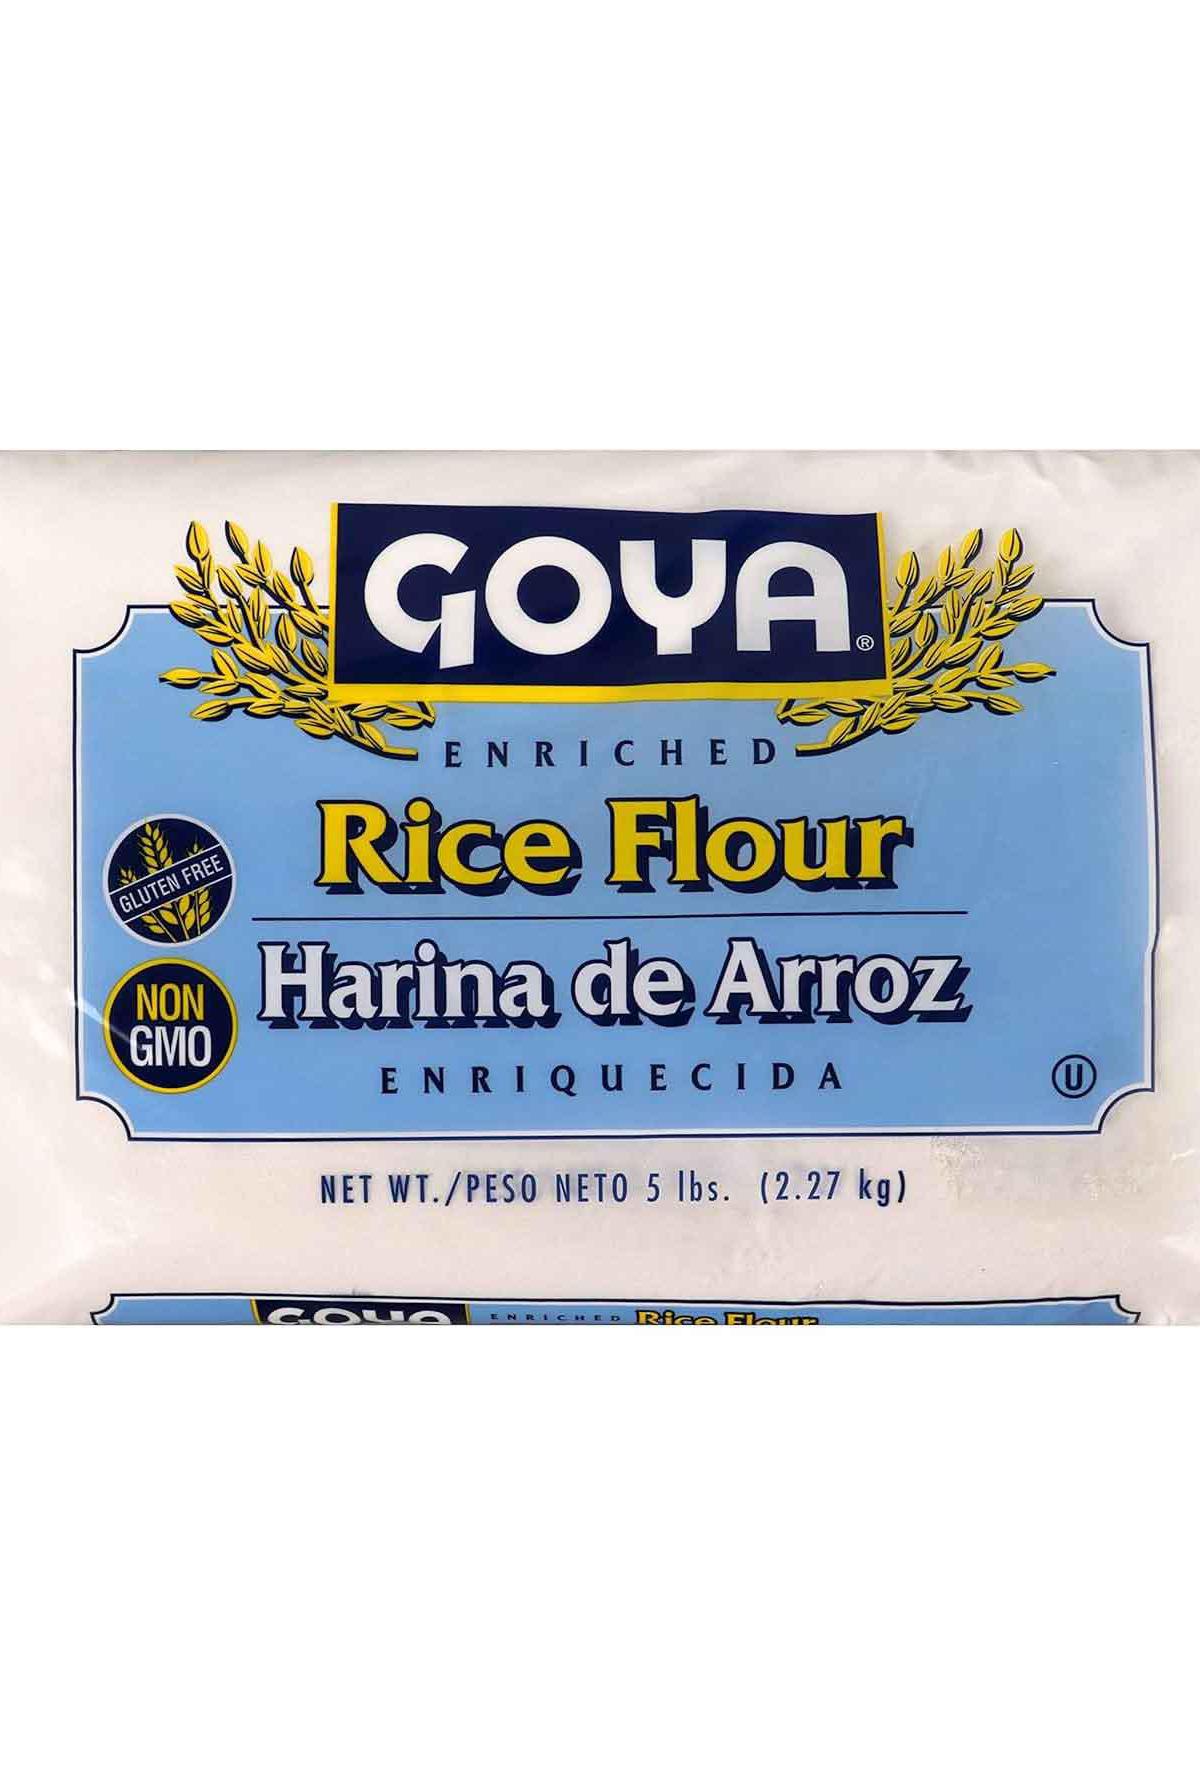 GOYA®
ENRICHED
Rice Flour
GLUTEN FREE
Harina de Arroz
NON
GMO
ENRIQUECIDA
U
NET WT./PESO NETO 5 lbs. (2.27 kg)
GOYA ENRICHED Rice Flour